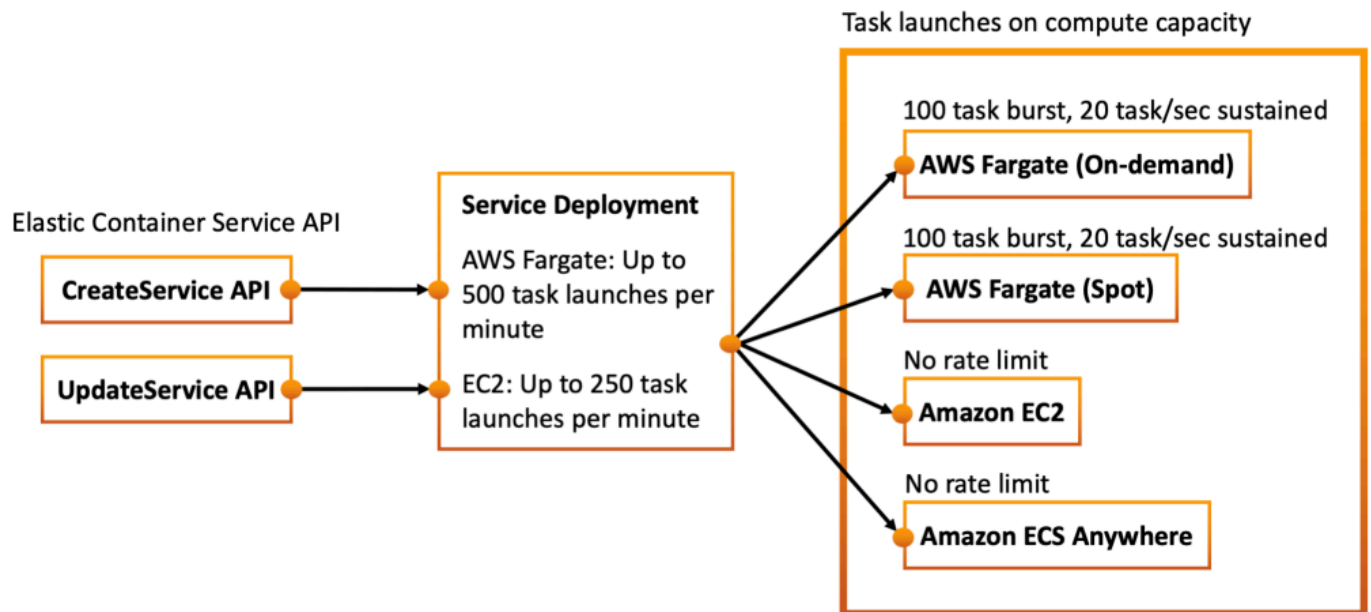 Task launches on compute capacity
100 task burst, 20 task/sec sustained
AWS Fargate (On-demand)
Elastic Container Service API
CreateService API
UpdateService API
Service Deployment
AWS Fargate: Up to
500 task launches per
minute
EC2: Up to 250 task
launches per minute
100 task burst, 20 task/sec sustained
AWS Fargate (Spot)
No rate limit
Amazon EC2
No rate limit
Amazon ECS Anywhere